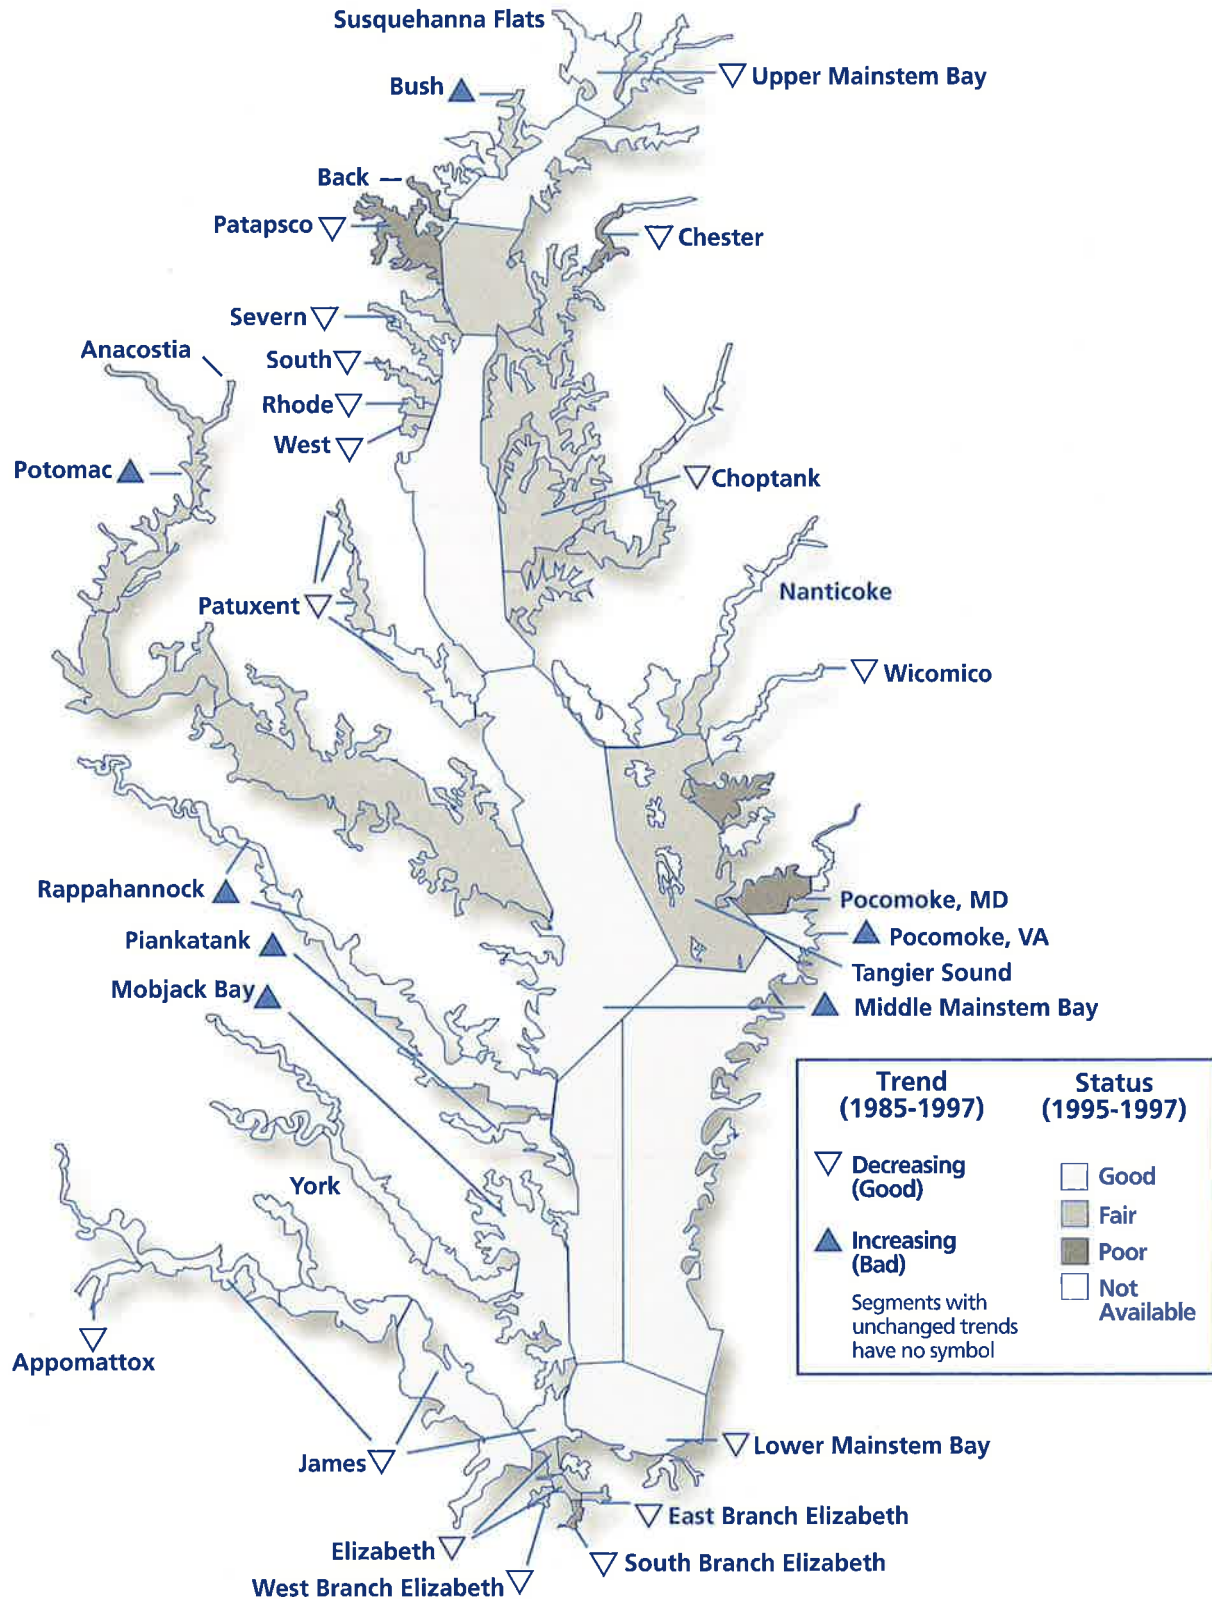 Susquehanna Flats
Upper Mainstem Bay
Bush
Back
Patapsco
Chester
Severn
Anacostia
South
Rhode
West
Potomac
Choptank
Nanticoke
Patuxent
Wicomico
Rappahannock
Pocomoke, MD
Piankatank
Pocomoke, VA
Tangier Sound
Mobjack Bay
Middle Mainstem Bay
Trend
(1985-1997)
Decreasing
(Good)
Increasing
(Bad)
Segments with
unchanged trends
have no symbol
Status
(1995-1997)
Good
Fair
Poor
Not
Available
York
Appomattox
James
Lower Mainstem Bay
East Branch Elizabeth
Elizabeth
South Branch Elizabeth
West Branch Elizabeth